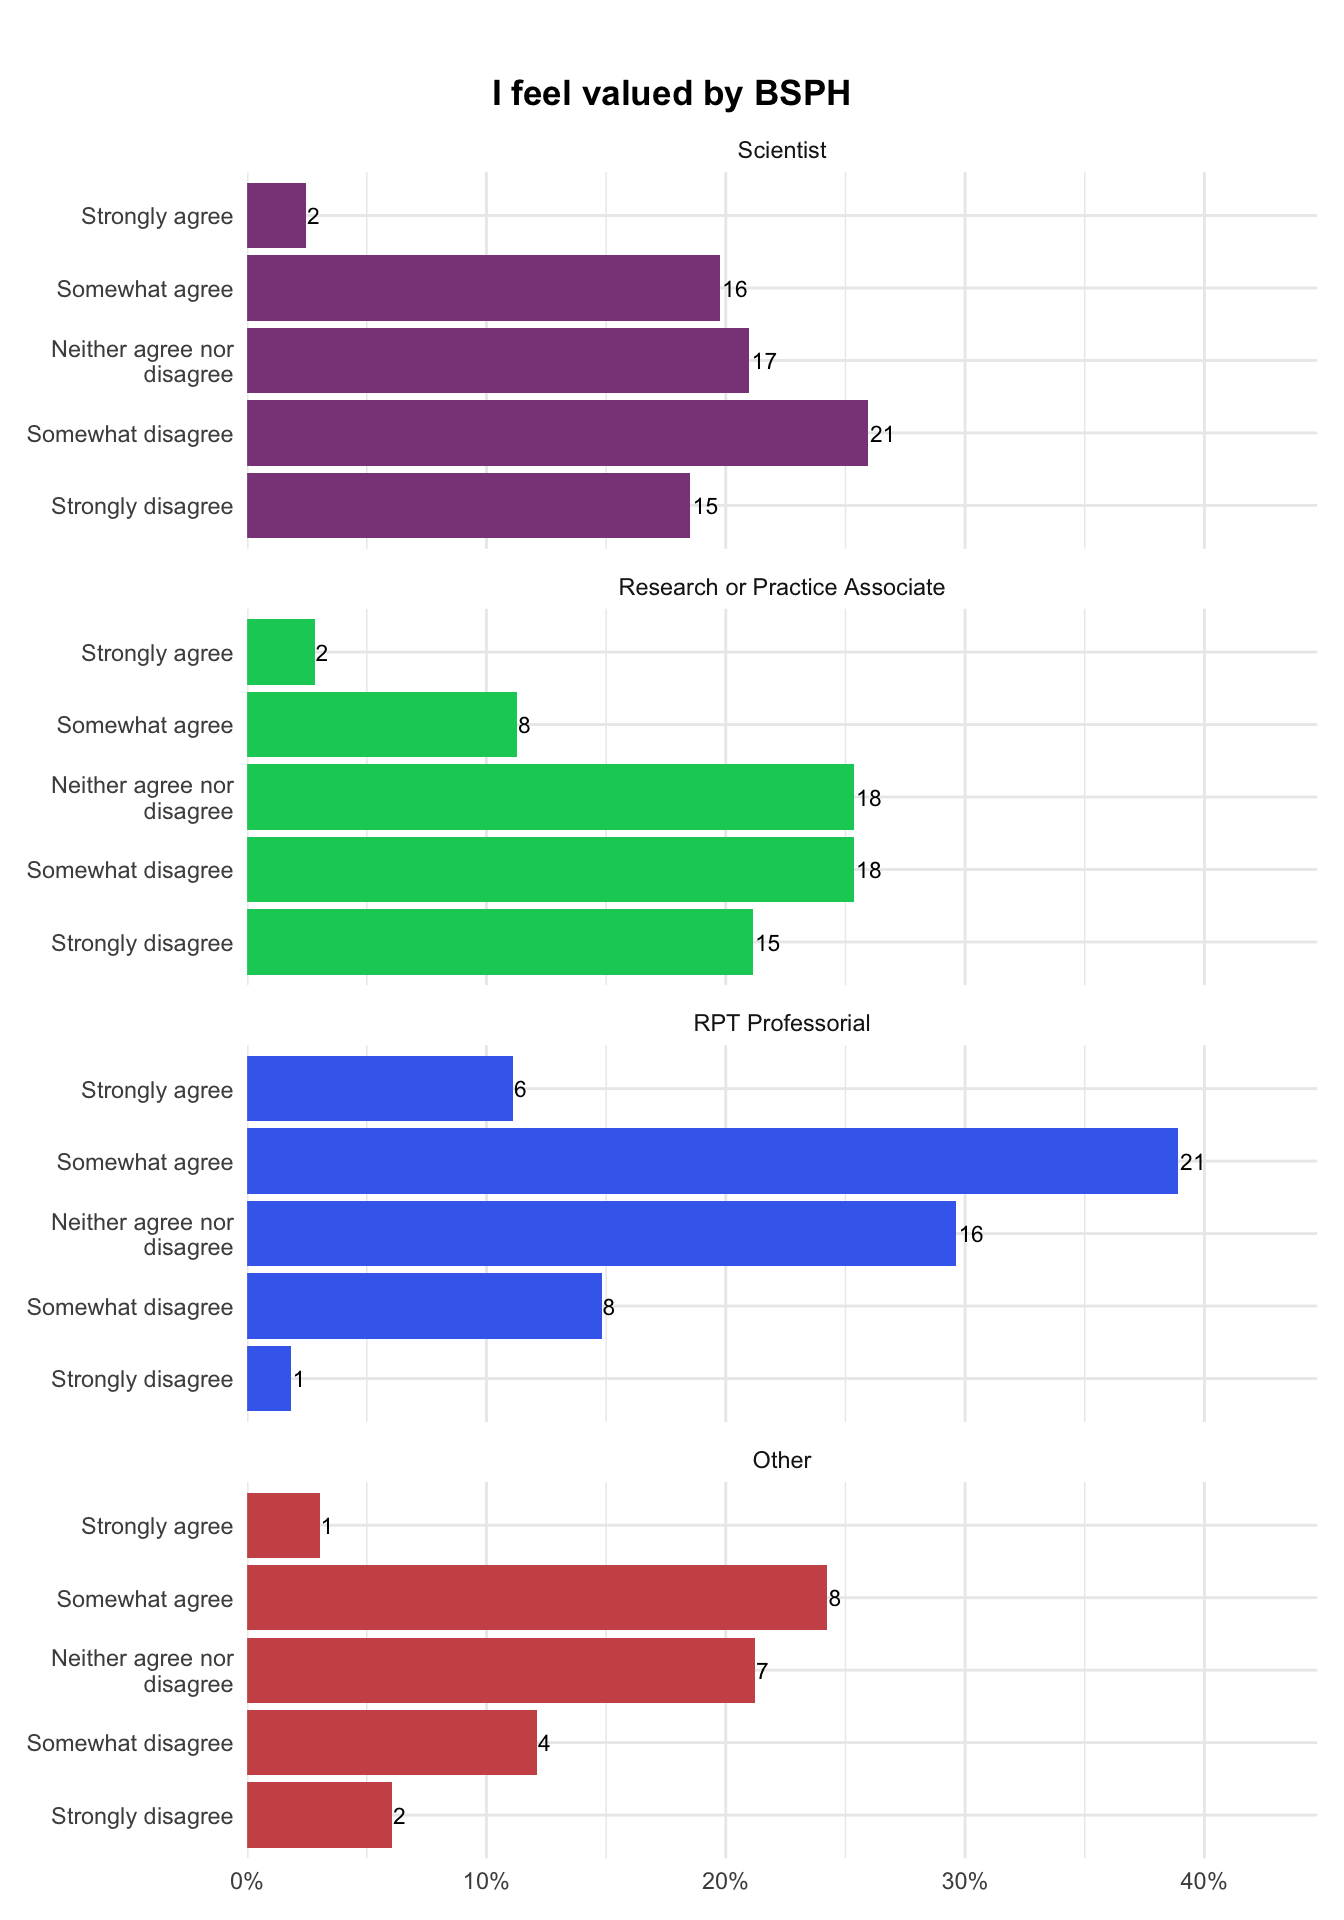 I feel valued by BSPH
Scientist
Strongly agree
2
Somewhat agree
16
Neither agree nor
disagree
17
Somewhat disagree
21
Strongly disagree
15
Research or Practice Associate
Strongly agree
2
Somewhat agree
8
Neither agree nor
disagree
18
Somewhat disagree
18
Strongly disagree
15
RPT Professorial
Strongly agree
6
Somewhat agree
21
Neither agree nor
disagree
16
Somewhat disagree
8
Strongly disagree
1
Other
Strongly agree
1
Somewhat agree
8
Neither agree nor
disagree
7
Somewhat disagree
4
Strongly disagree
2
0% 10% 20% 30% 40%